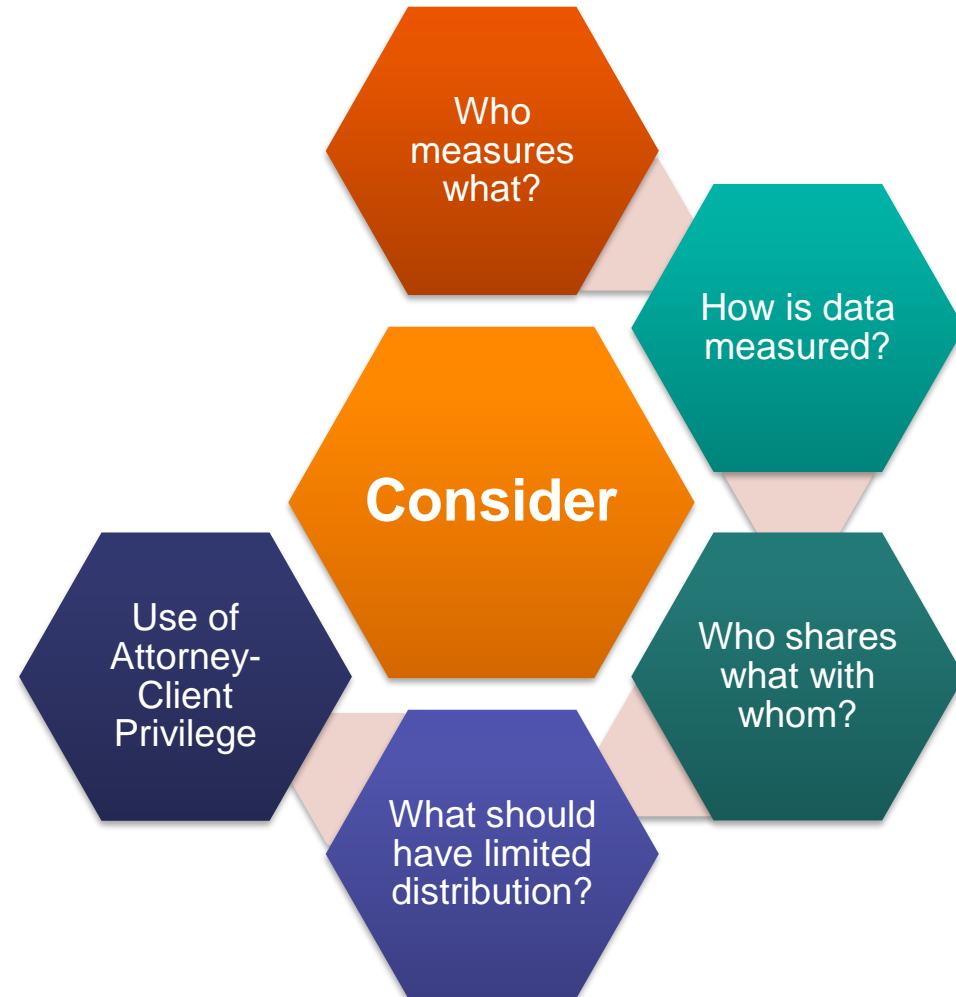 Who
measures
what?
How is data
measured?
Consider
Who shares
what with
whom?
What should
have limited
distribution?
Use of
Attorney-
Client
Privilege